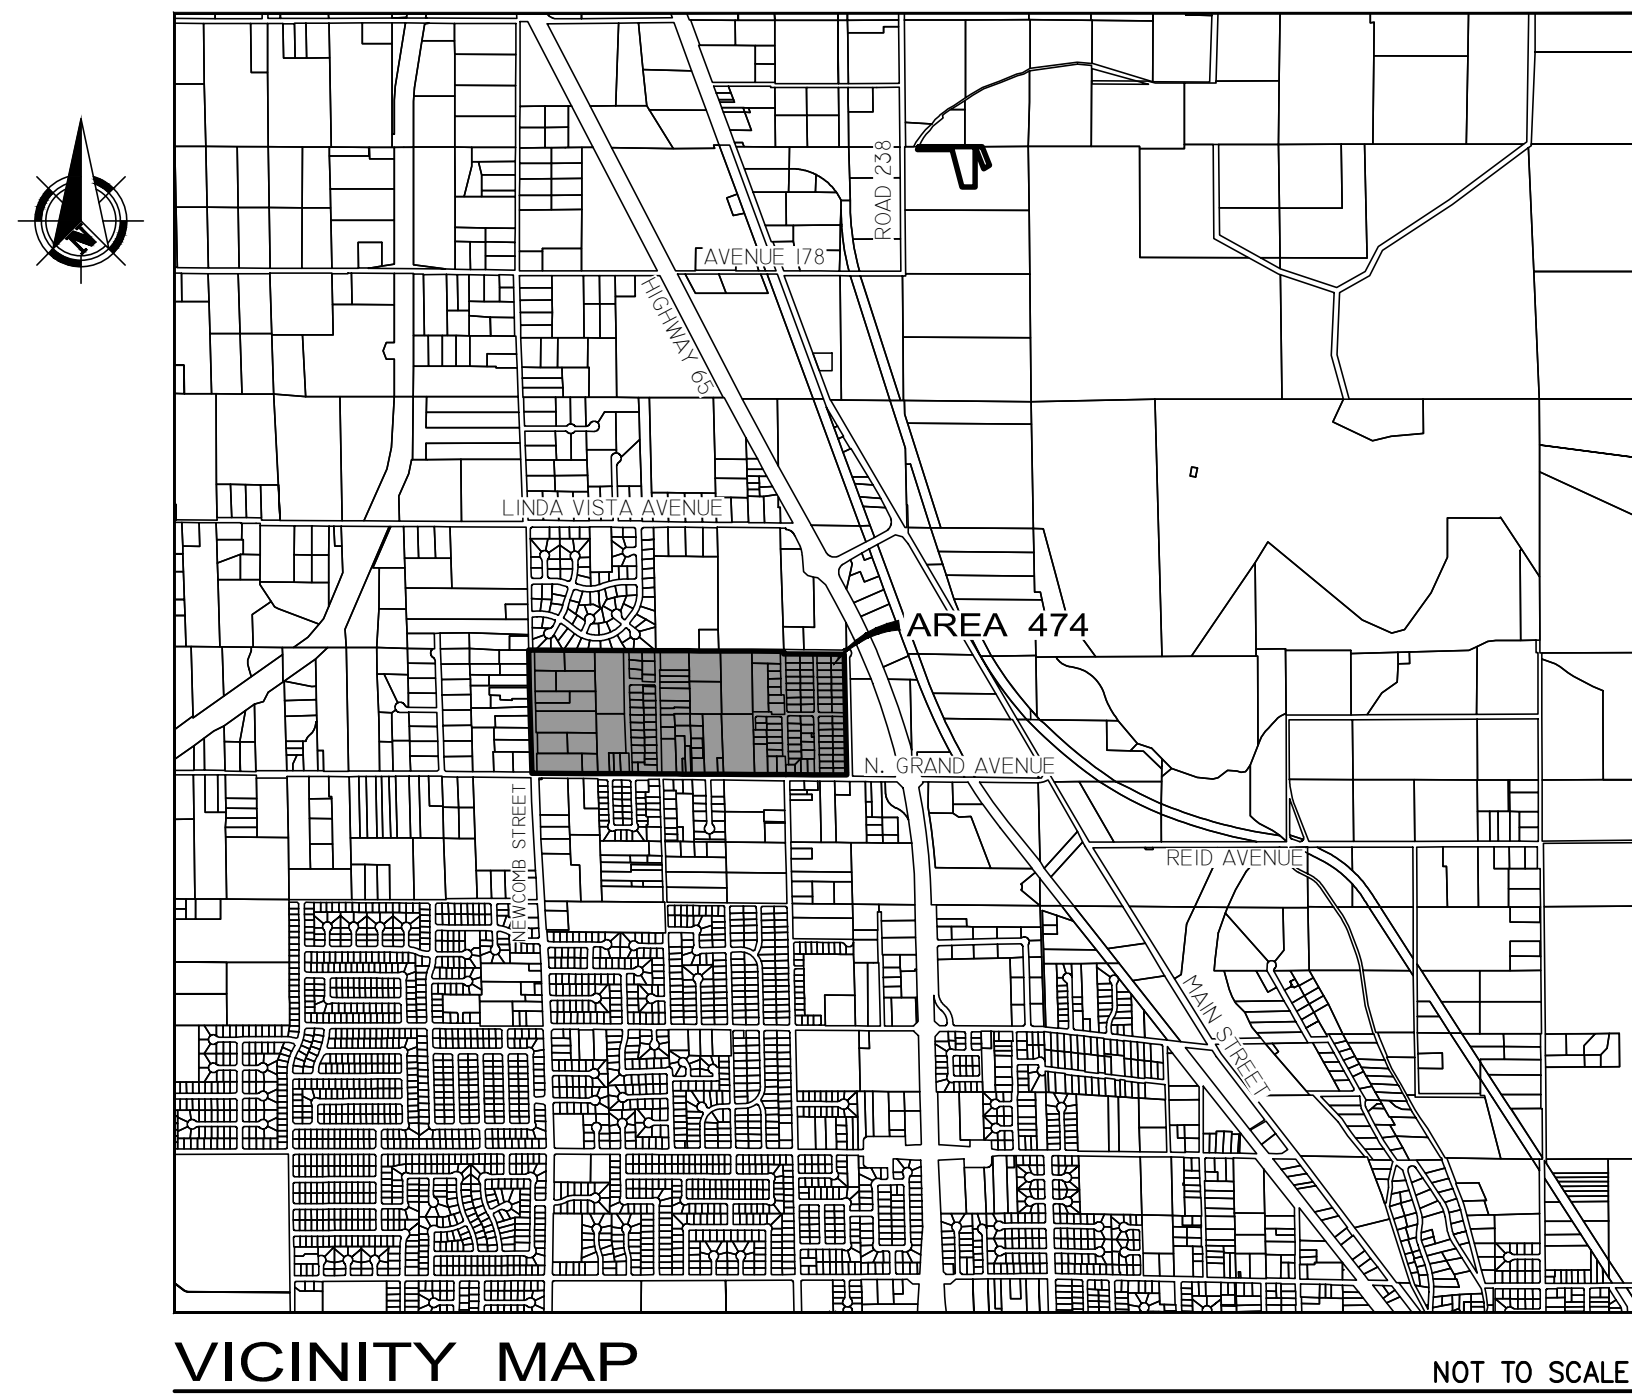 ROAD 238
AVENUE 178
HIGHWAY 65
LINDA VISTA AVENUE
AREA 474
N. GRAND AVENUE
NEWCOMB STREET
REID AVENUE
MAIN STREET
N
VICINITY MAP
NOT TO SCALE